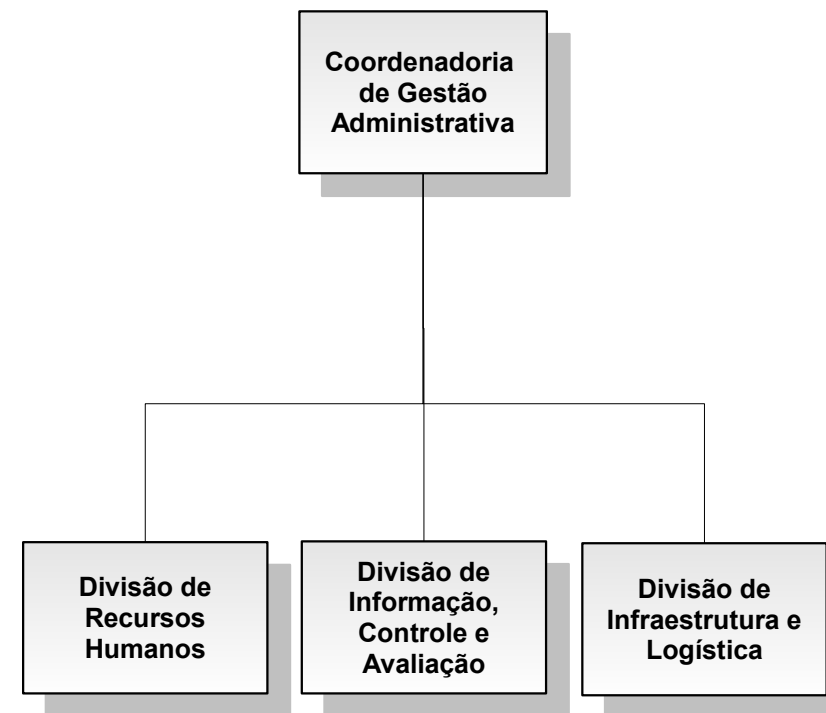 Coordenadoria
de Gestão
Administrativa
Divisão de
Recursos
Humanos
Divisão de
Informação,
Controle e
Avaliação
Divisão de
Infraestrutura e
Logística